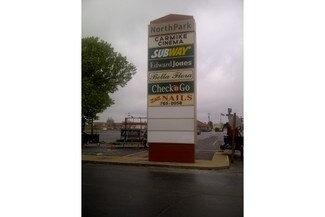 NorthPark
CARMIKE
CINEMA
SUBWAY
Edward Jones
Bella Flora
Check 'n Go
NAILS